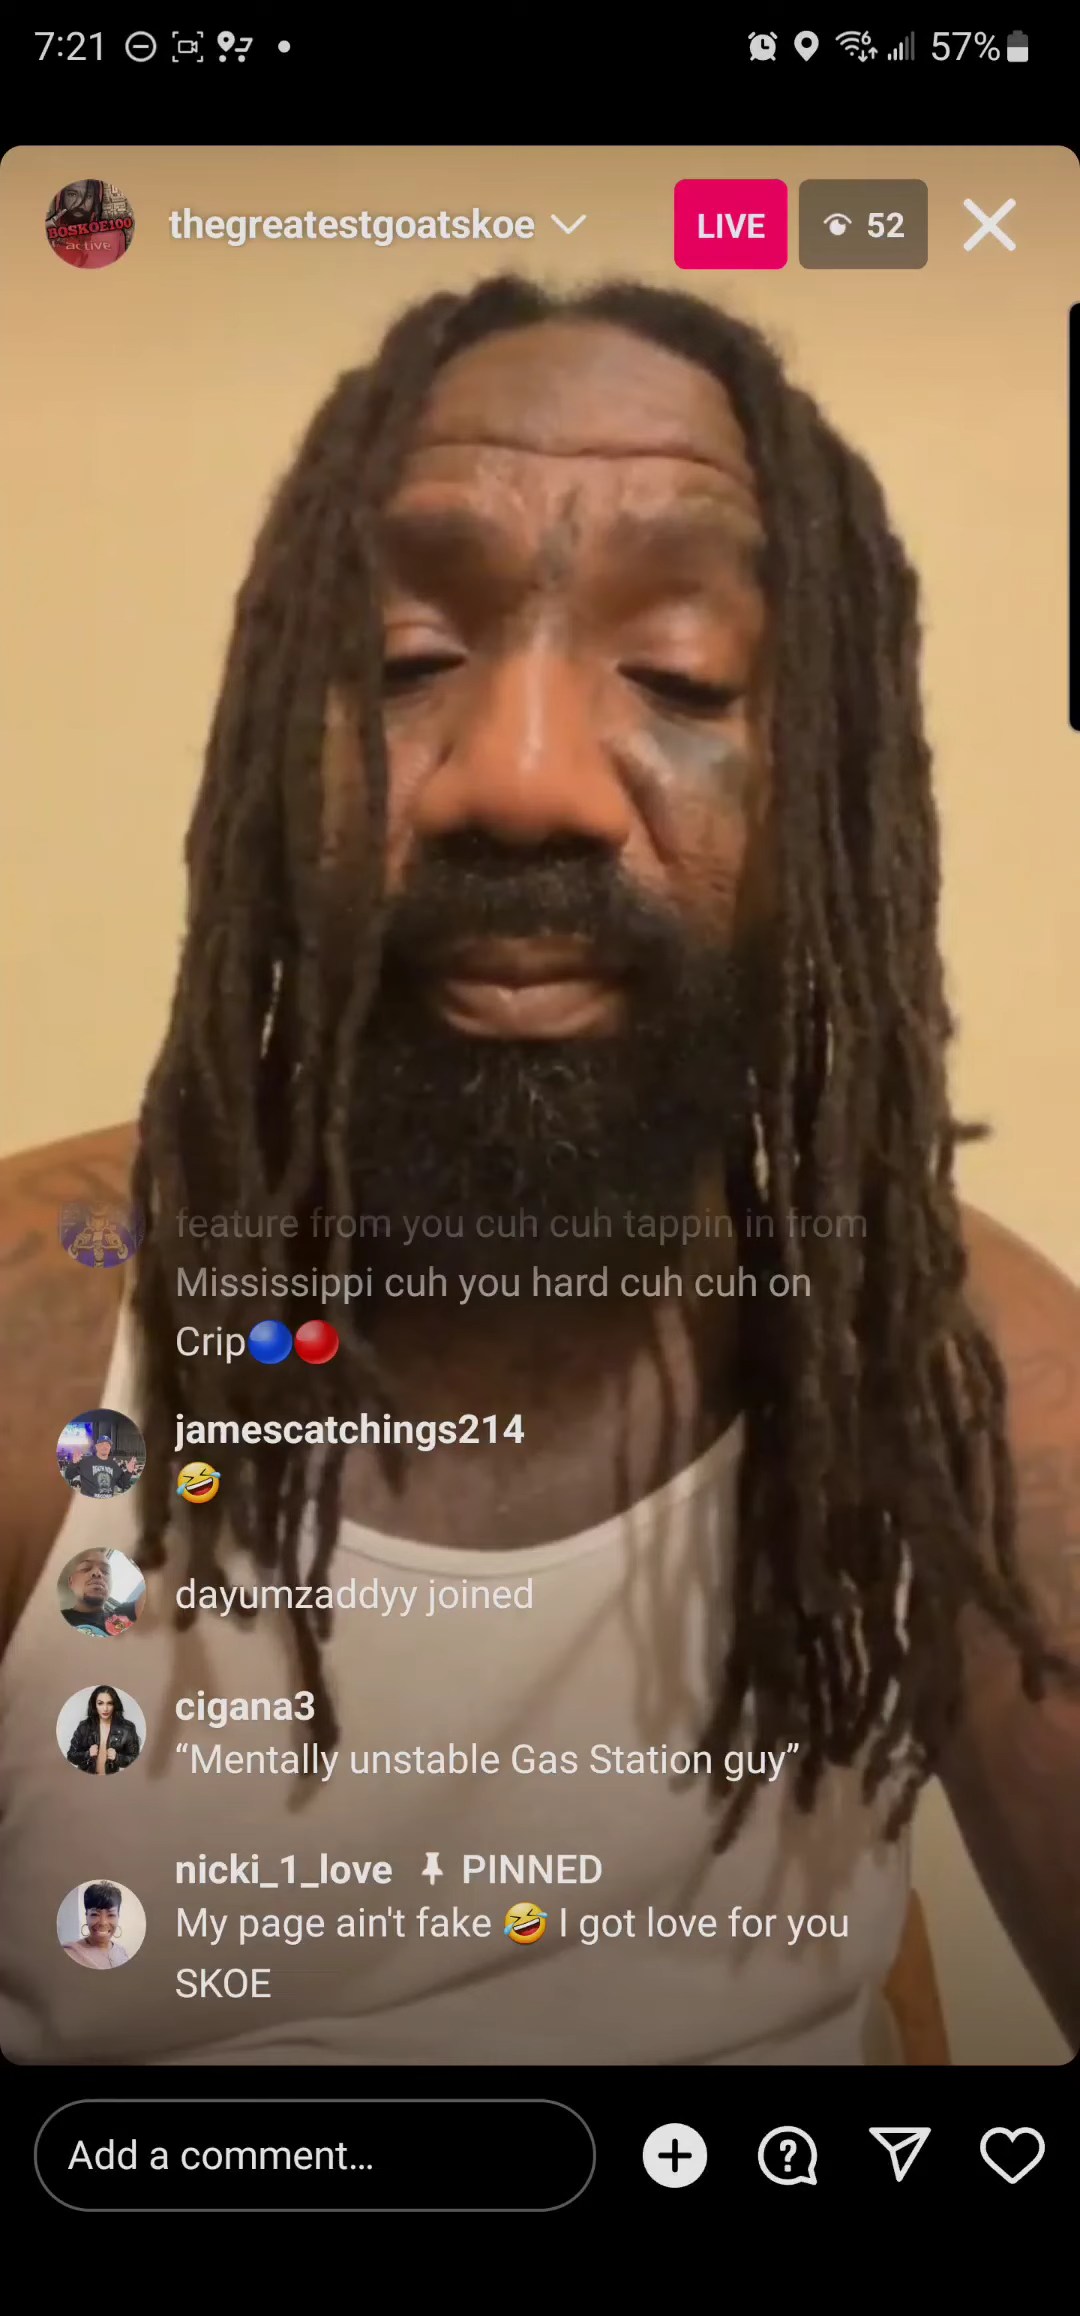 7:21
6
57%
BOSKOE100
active
thegreatestgoatskoe
LIVE
52
feature from you cuh cuh tappin in from
Mississippi cuh you hard cuh cuh on
Crip🔵🔴
jamescatchings214
🤣
dayumzaddyy joined
cigana3
“Mentally unstable Gas Station guy”
nicki_1_love PINNED
My page ain't fake 🤣 I got love for you
SKOE
Add a comment...